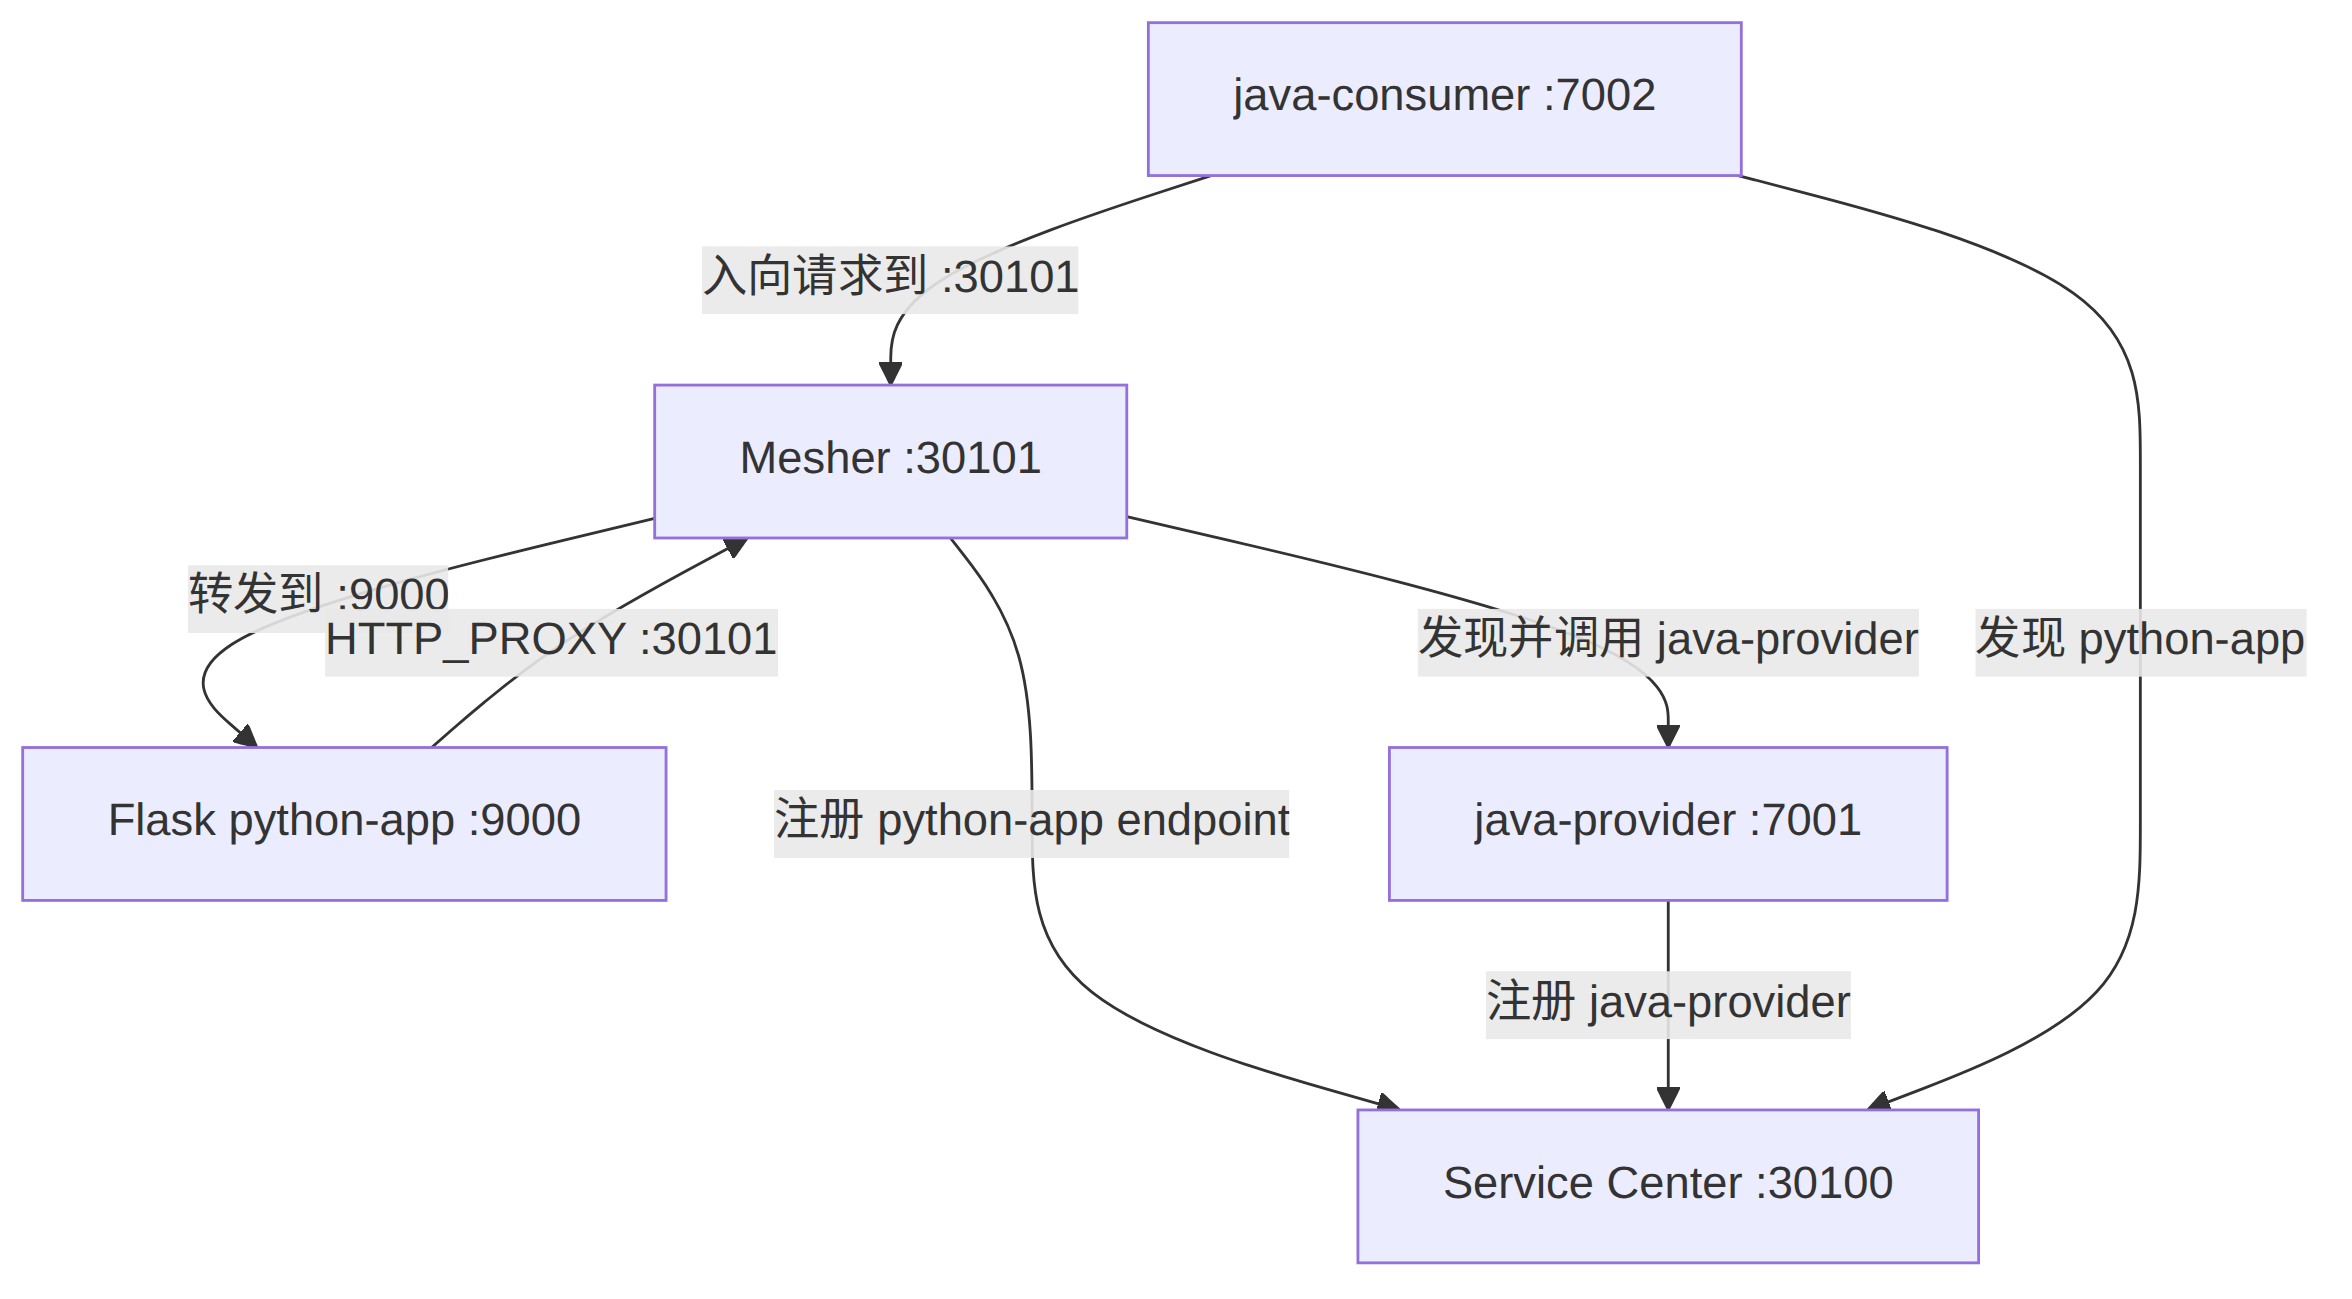 java-consumer :7002
入向请求到 :30101
Mesher :30101
转发到 :9000
HTTP_PROXY :30101
发现并调用 java-provider
发现 python-app
Flask python-app :9000
注册 python-app endpoint
java-provider :7001
注册 java-provider
Service Center :30100